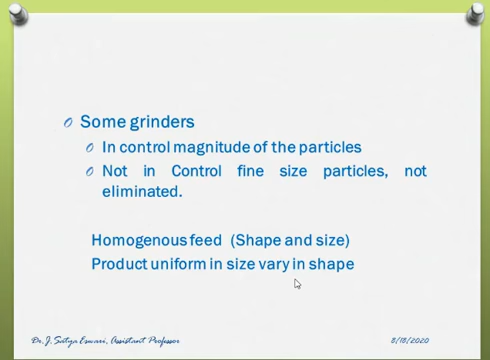 Some grinders
In control magnitude of the particles
Not in Control fine size particles, not
eliminated.
Homogenous feed (Shape and size)
Product uniform in size vary in shape
Dr. J. Satya Eswari, Assistant Professor
8/18/2020